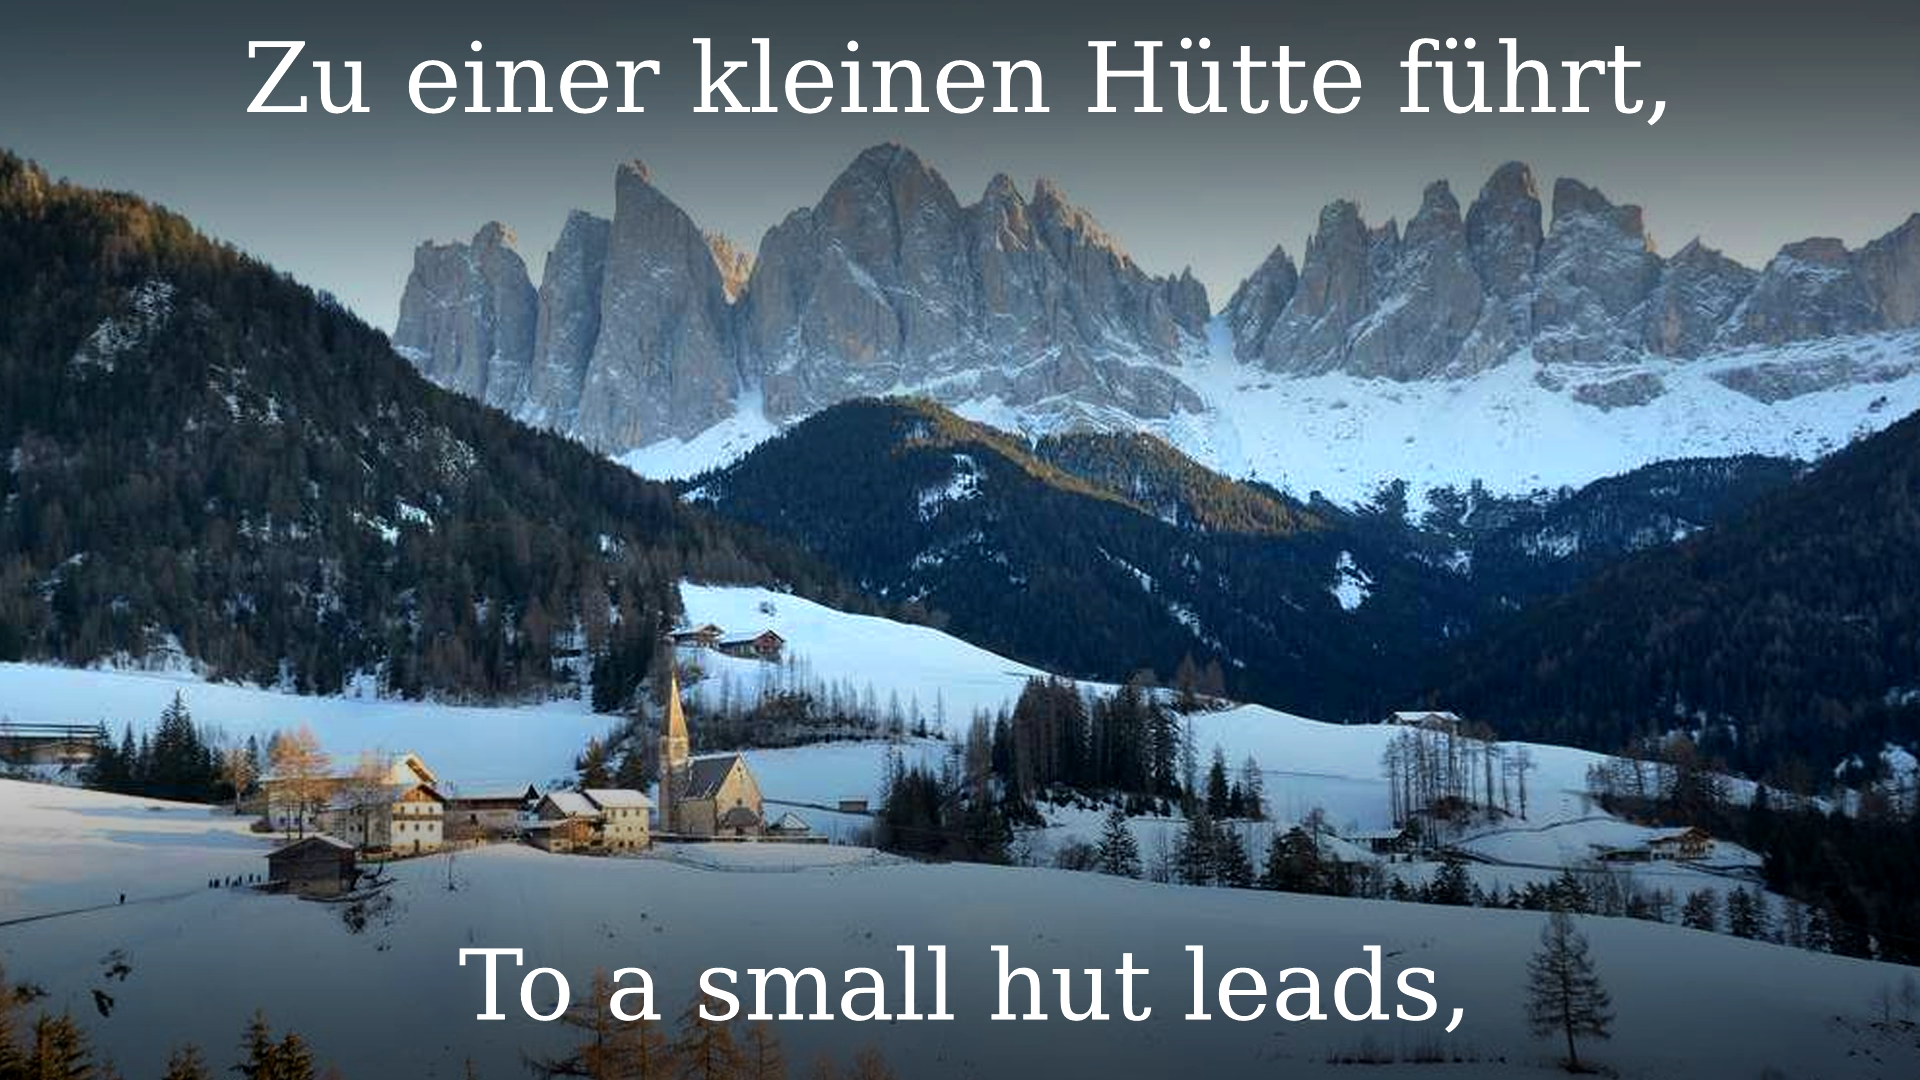 Zu einer kleinen Hütte führt,
To a small hut leads,